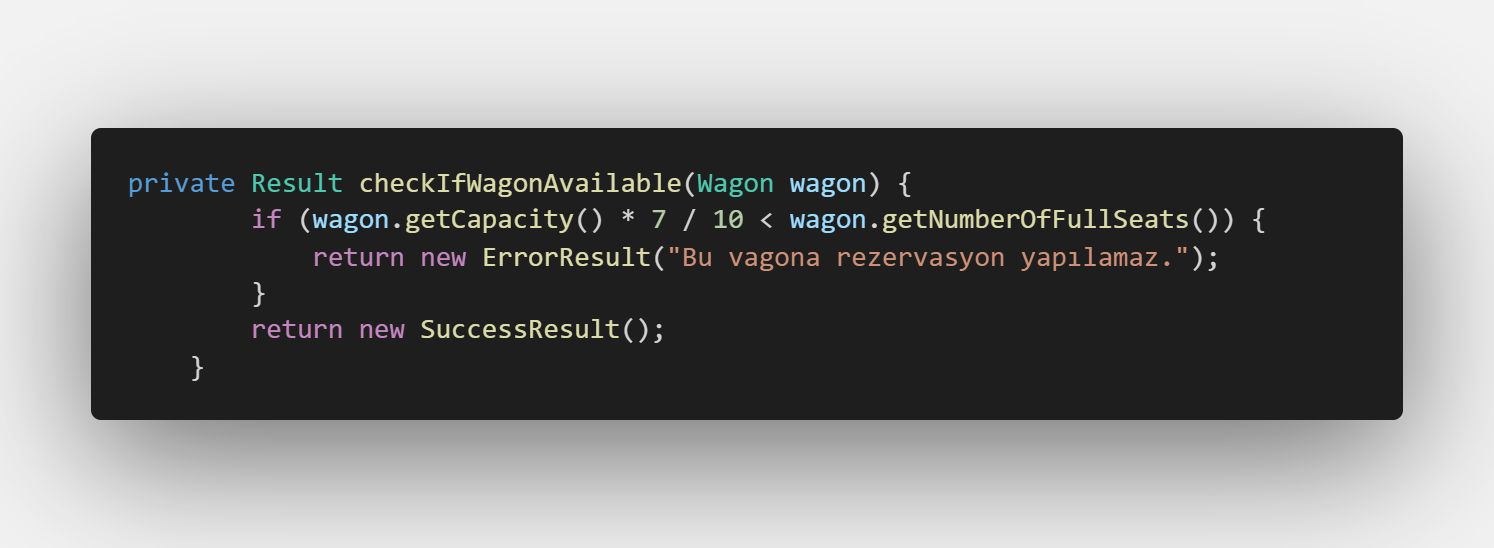 private Result checkIfWagonAvailable(Wagon wagon) {
        if (wagon.getCapacity() * 7 / 10 < wagon.getNumberOfFullSeats()) {
            return new ErrorResult("Bu vagona rezervasyon yapılamaz.");
        }
        return new SuccessResult();
    }